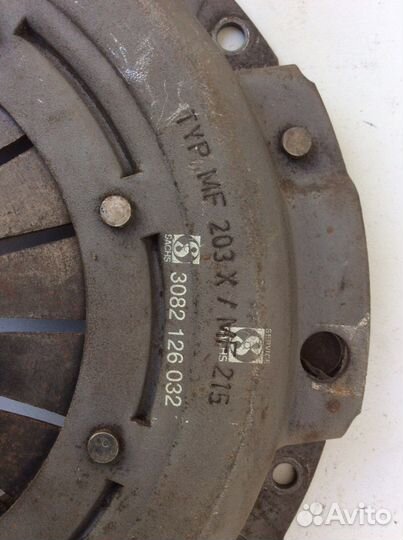 TYP MF 203 X / MF 215
SACHS 3082 126 032
SERVICE
SACHS
Avito